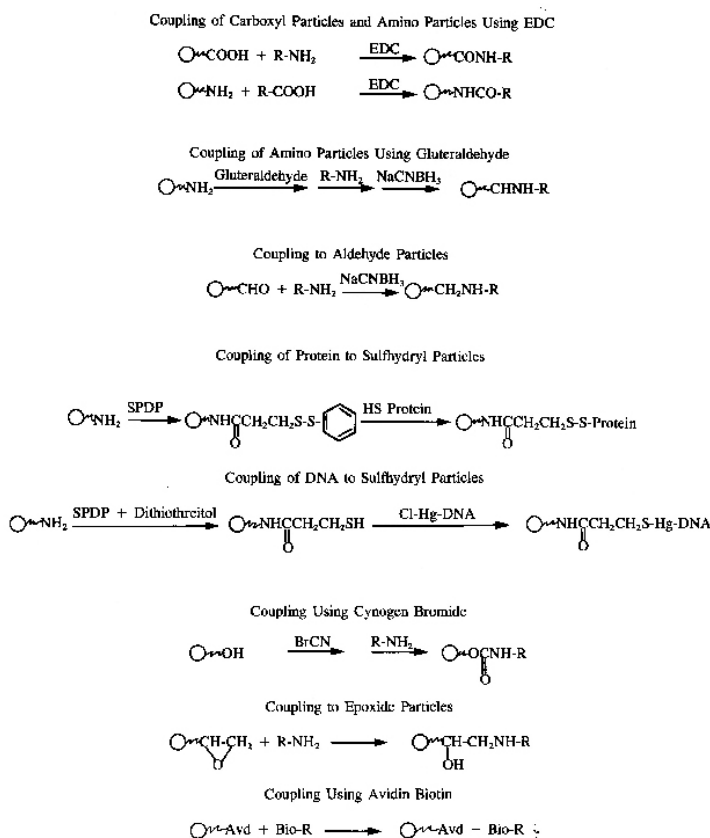 Coupling of Carboxyl Particles and Amino Particles Using EDC
COOH + R-NH₂ EDC CONH-R
NH₂ + R-COOH EDC NHCO-R
Coupling of Amino Particles Using Gluteraldehyde
NH₂ Gluteraldehyde R-NH₂ NaCNBH₃ CHNH-R
Coupling to Aldehyde Particles
CHO + R-NH₂ NaCNBH₃ CH₂NH-R
Coupling of Protein to Sulfhydryl Particles
NH₂ SPDP NHCCH₂CH₂S-S- HS Protein NHCCH₂CH₂S-S-Protein
O O
Coupling of DNA to Sulfhydryl Particles
NH₂ SPDP + Dithiothreitol NHCCH₂CH₂SH Cl-Hg-DNA NHCCH₂CH₂S-Hg-DNA
O O
Coupling Using Cynogen Bromide
OH BrCN R-NH₂ OCNH-R
O
Coupling to Epoxide Particles
CH-CH₂ + R-NH₂ CH-CH₂NH-R
O OH
Coupling Using Avidin Biotin
Avd + Bio-R Avd - Bio-R